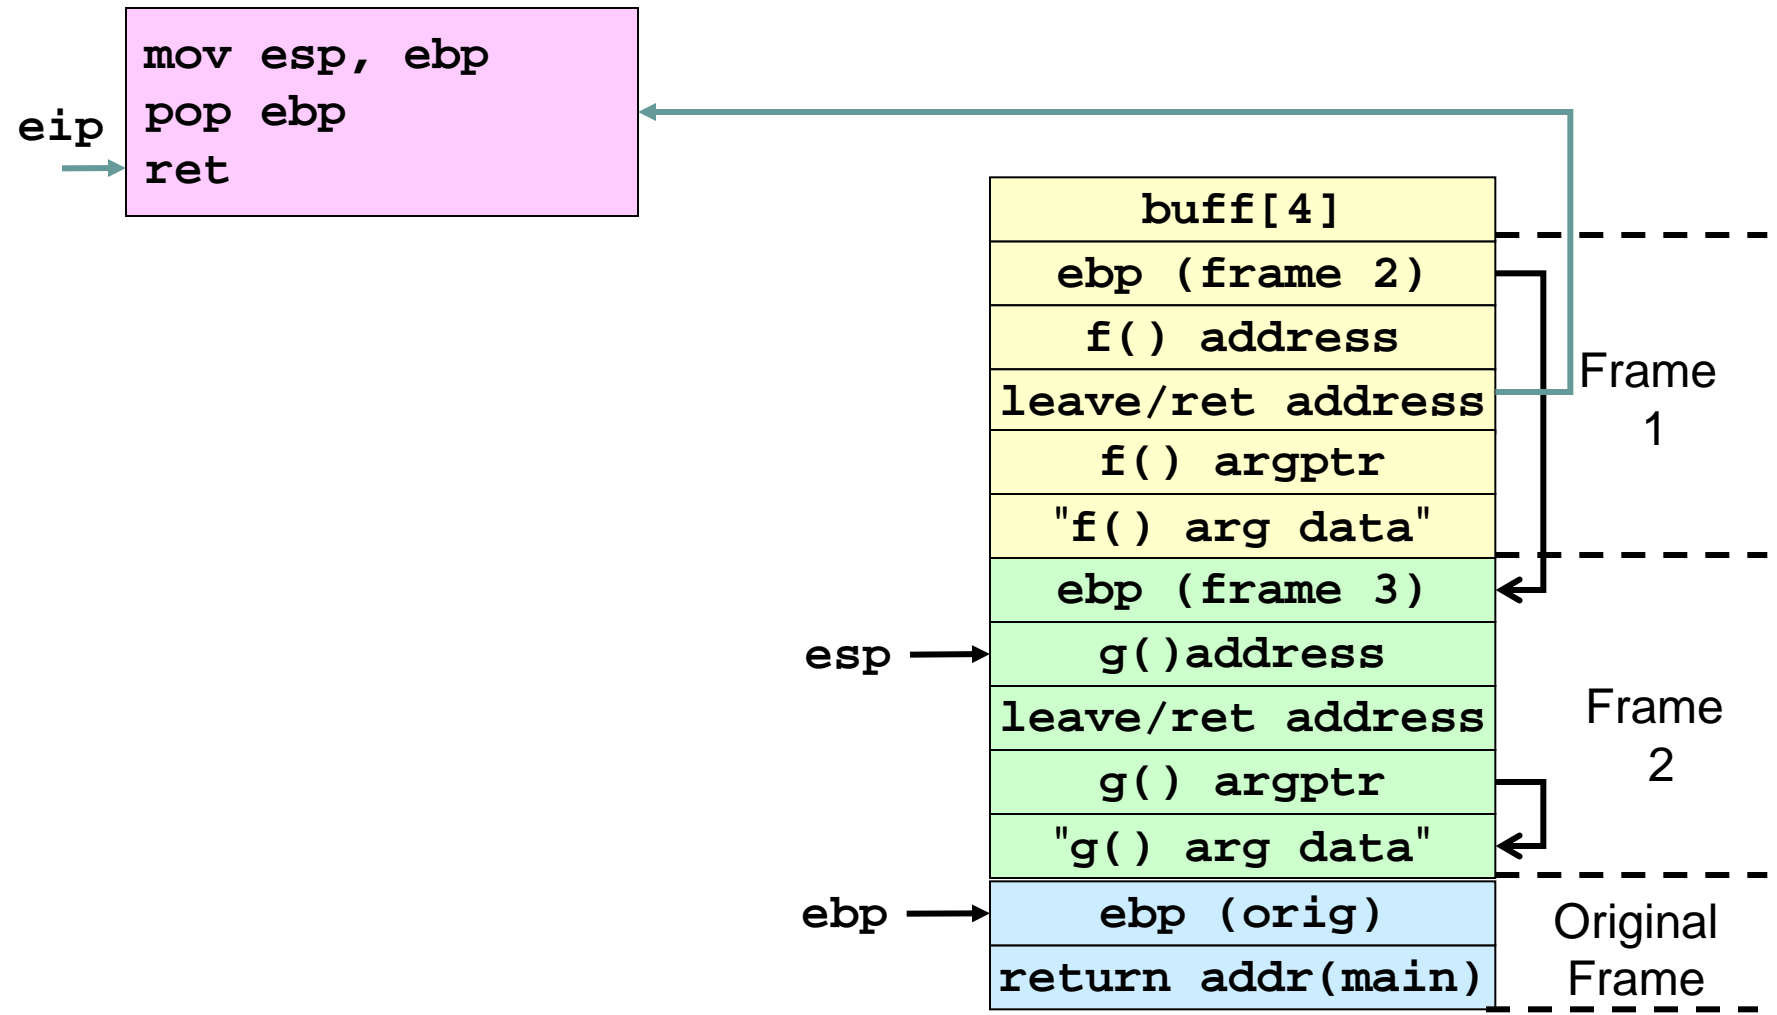 mov esp, ebp
pop ebp
ret
eip
buff[4]
ebp (frame 2)
f() address
leave/ret address
f() argptr
"f() arg data"
Frame
1
ebp (frame 3)
esp
g()address
leave/ret address
g() argptr
"g() arg data"
Frame
2
ebp
ebp (orig)
return addr(main)
Original
Frame